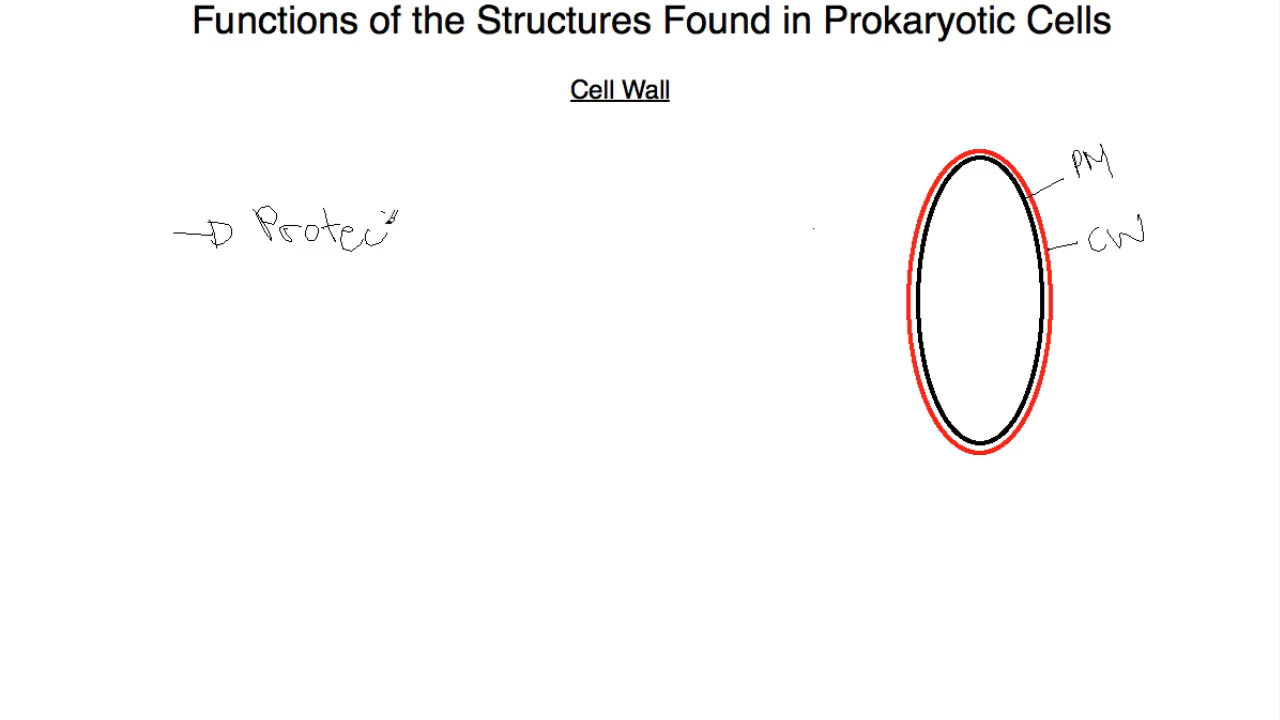 Functions of the Structures Found in Prokaryotic Cells
Cell Wall
PM
→ Protec
CW